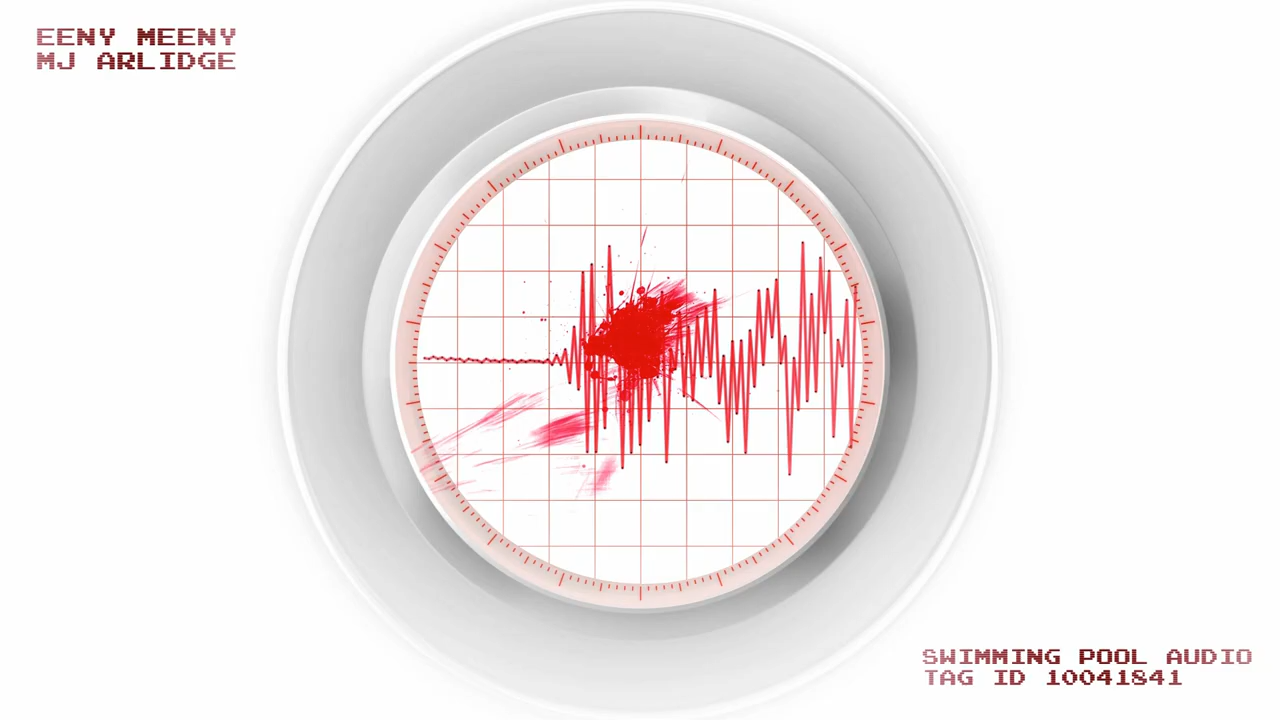 EENY MEENY
MJ ARLIDGE
SWIMMING POOL AUDIO
TAG ID 10041841